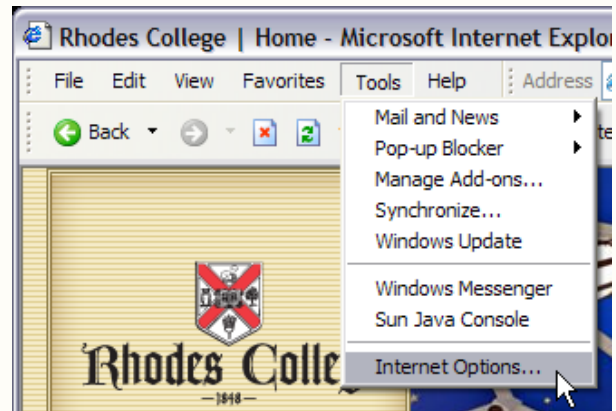 Rhodes College | Home - Microsoft Internet Explor
File Edit View Favorites Tools Help Address
Back
Mail and News
Pop-up Blocker
Manage Add-ons...
Synchronize...
Windows Update
Windows Messenger
Sun Java Console
Internet Options...
Rhodes Colle
—1848—